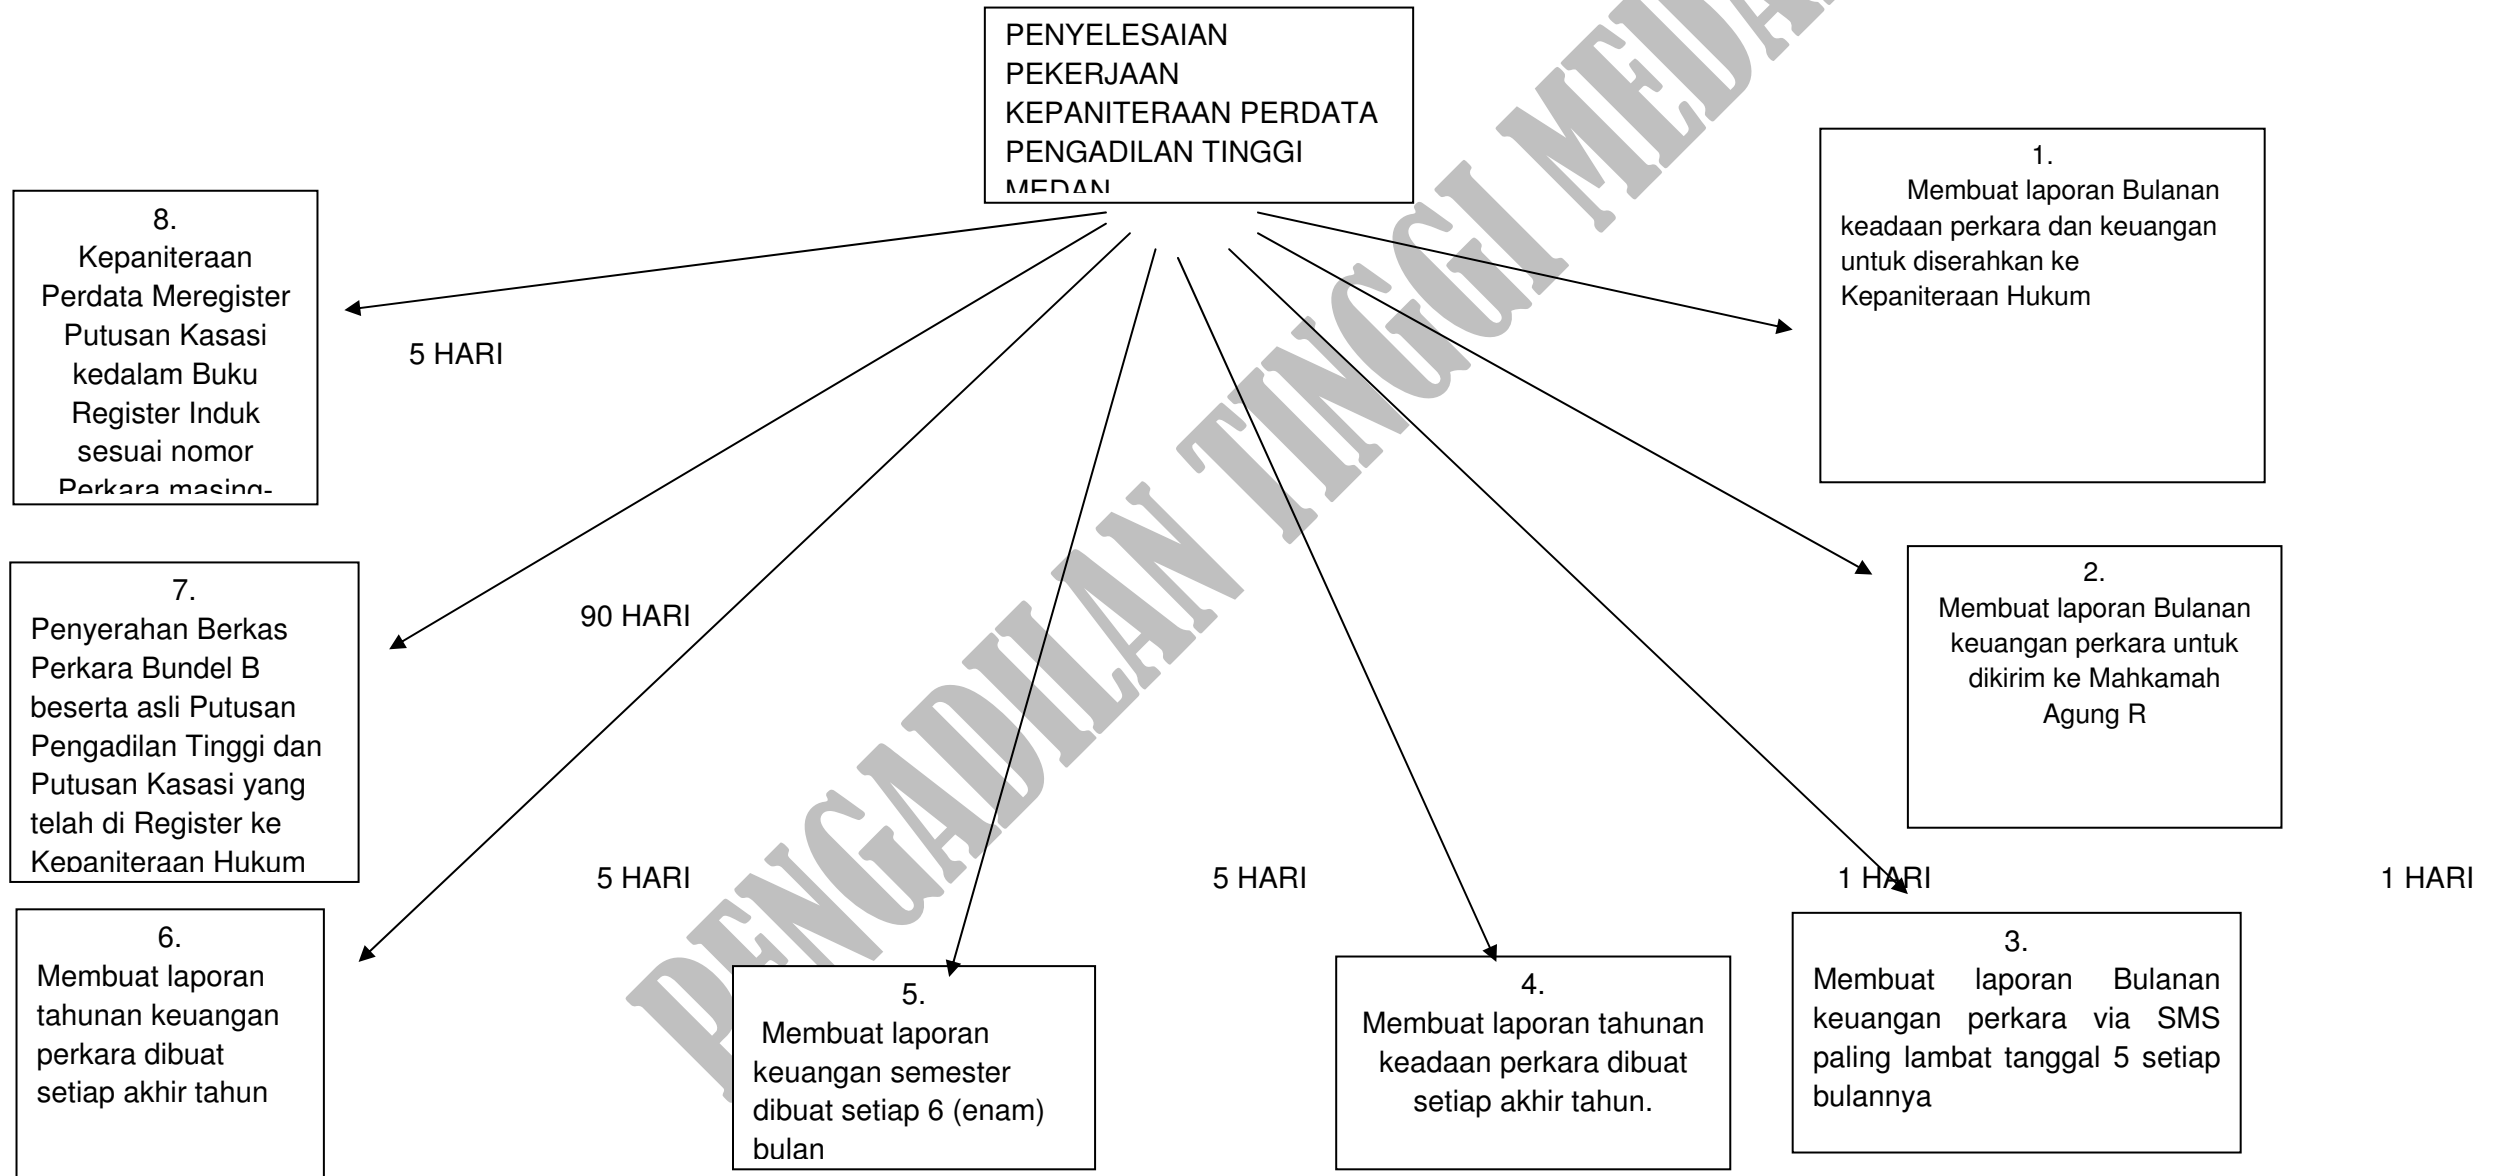 PENYELESAIAN
PEKERJAAN
KEPANITERAAN PERDATA
PENGADILAN TINGGI
MEDAN
1.
Membuat laporan Bulanan
keadaan perkara dan keuangan
untuk diserahkan ke
Kepaniteraan Hukum
8.
Kepaniteraan
Perdata Meregister
Putusan Kasasi
kedalam Buku
Register Induk
sesuai nomor
Perkara masing-
5 HARI
2.
Membuat laporan Bulanan
keuangan perkara untuk
dikirim ke Mahkamah
Agung R
7.
Penyerahan Berkas
Perkara Bundel B
beserta asli Putusan
Pengadilan Tinggi dan
Putusan Kasasi yang
telah di Register ke
Kepaniteraan Hukum
90 HARI
5 HARI
5 HARI
1 HARI
1 HARI
6.
Membuat laporan
tahunan keuangan
perkara dibuat
setiap akhir tahun
5.
Membuat laporan
keuangan semester
dibuat setiap 6 (enam)
bulan
4.
Membuat laporan tahunan
keadaan perkara dibuat
setiap akhir tahun.
3.
Membuat laporan Bulanan
keuangan perkara via SMS
paling lambat tanggal 5 setiap
bulannya
PENGADILAN TINGGI MEDAN